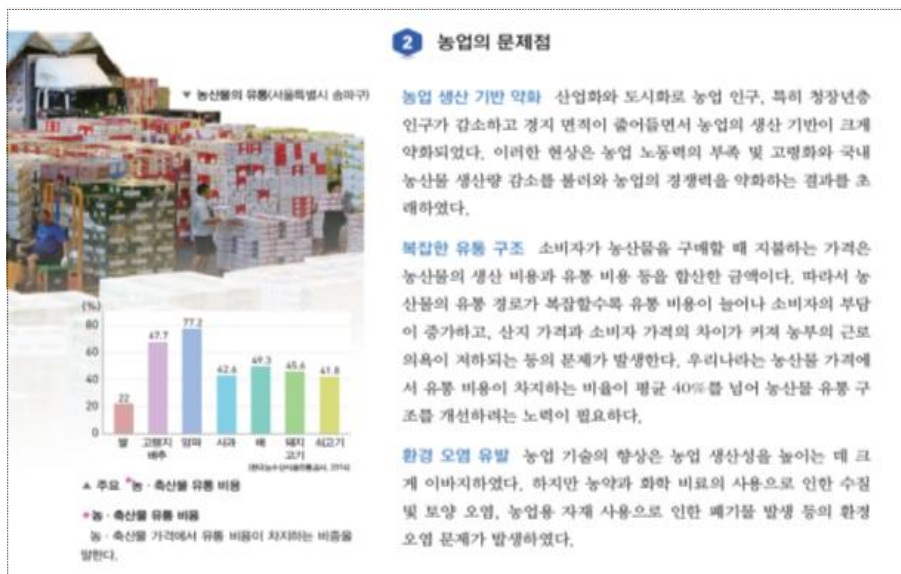 ▼ 농산물의 유통(서울특별시 송파구)
(%)
80
60
40
20
0
22
67.7
77.2
42.6
49.3
45.6
41.8
쌀
고랭지
배추
양파
사과
배
돼지
고기
쇠고기
(한국농수산식품유통공사, 2014)
▲ 주요 *농·축산물 유통 비용
*농·축산물 유통 비용
농·축산물 가격에서 유통 비용이 차지하는 비중을
말한다.
2 농업의 문제점
농업 생산 기반 약화 산업화와 도시화로 농업 인구, 특히 청장년층
인구가 감소하고 경지 면적이 줄어들면서 농업의 생산 기반이 크게
약화되었다. 이러한 현상은 농업 노동력의 부족 및 고령화와 국내
농산물 생산량 감소를 불러와 농업의 경쟁력을 약화하는 결과를 초
래하였다.
복잡한 유통 구조 소비자가 농산물을 구매할 때 지불하는 가격은
농산물의 생산 비용과 유통 비용 등을 합산한 금액이다. 따라서 농
산물의 유통 경로가 복잡할수록 유통 비용이 늘어나 소비자의 부담
이 증가하고, 산지 가격과 소비자 가격의 차이가 커져 농부의 근로
의욕이 저하되는 등의 문제가 발생한다. 우리나라는 농산물 가격에
서 유통 비용이 차지하는 비율이 평균 40%를 넘어 농산물 유통 구
조를 개선하려는 노력이 필요하다.
환경 오염 유발 농업 기술의 향상은 농업 생산성을 높이는 데 크
게 이바지하였다. 하지만 농약과 화학 비료의 사용으로 인한 수질
및 토양 오염, 농업용 자재 사용으로 인한 폐기물 발생 등의 환경
오염 문제가 발생하였다.